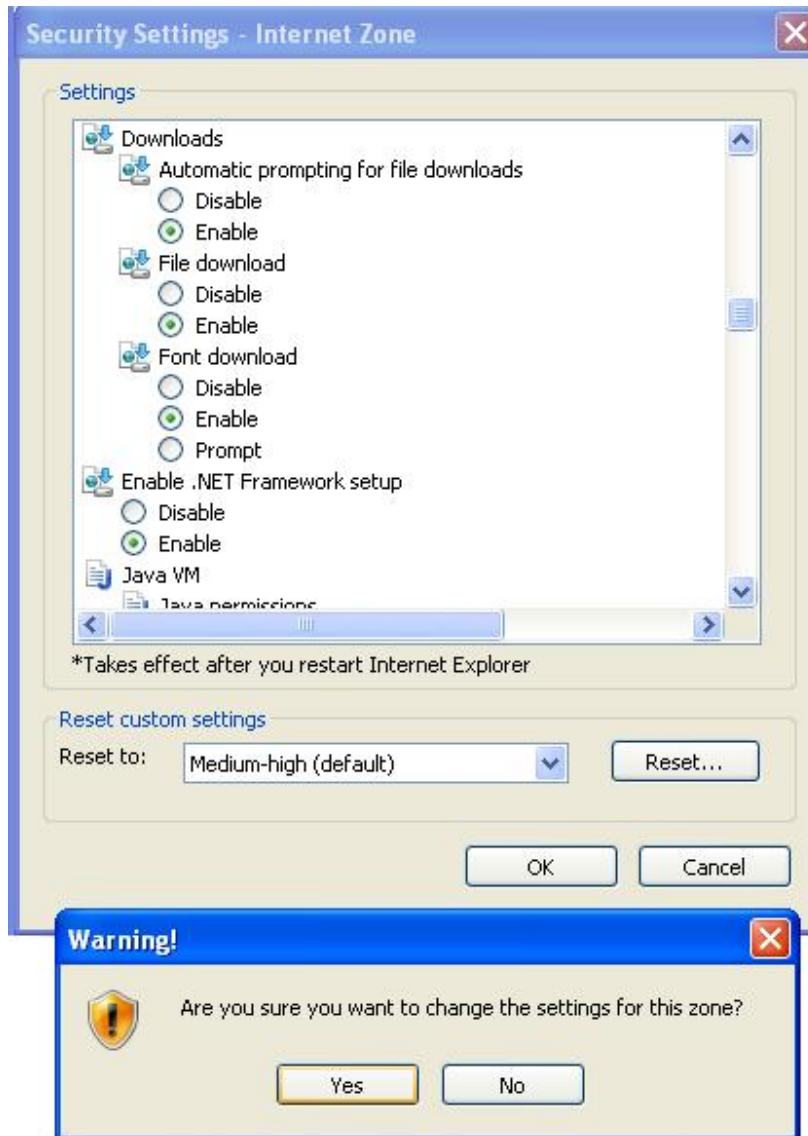 Security Settings - Internet Zone
Settings
Downloads
Automatic prompting for file downloads
Disable
Enable
File download
Disable
Enable
Font download
Disable
Enable
Prompt
Enable .NET Framework setup
Disable
Enable
Java VM
Java permissions
*Takes effect after you restart Internet Explorer
Reset custom settings
Reset to: Medium-high (default) Reset...
OK Cancel
Warning!
Are you sure you want to change the settings for this zone?
Yes No